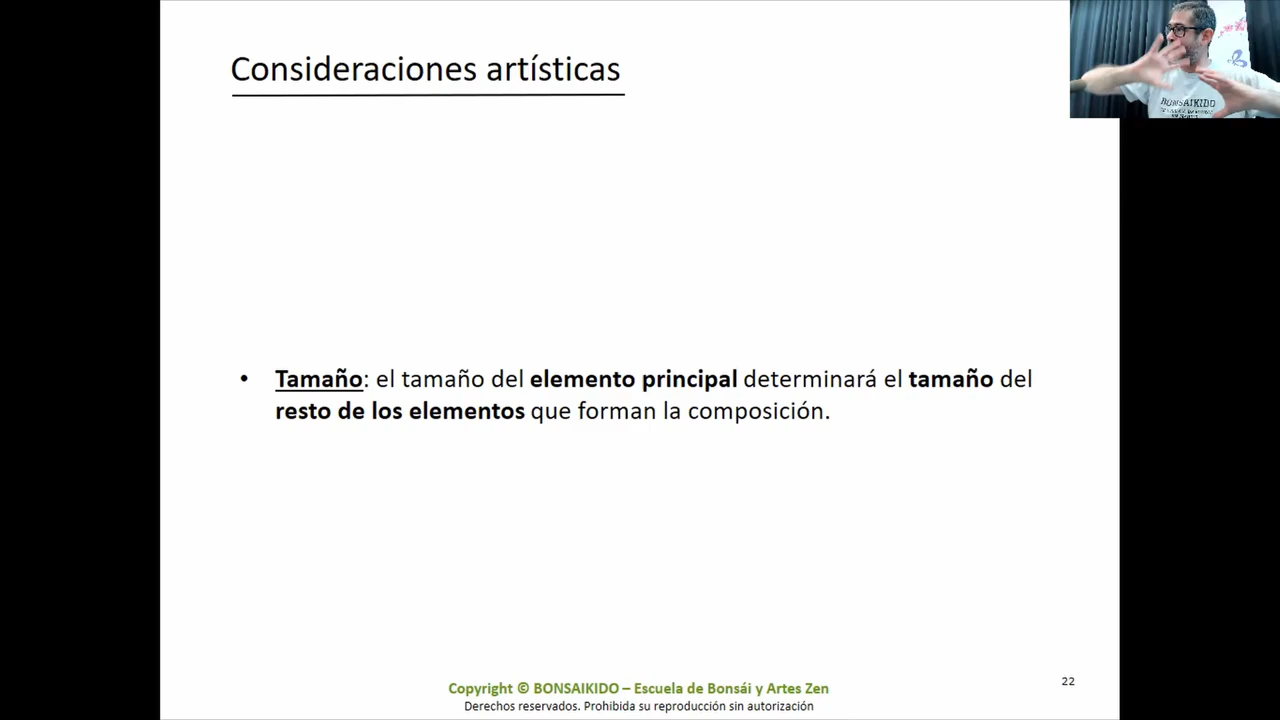 Consideraciones artísticas
BONSAIKIDO
• Tamaño: el tamaño del elemento principal determinará el tamaño del
resto de los elementos que forman la composición.
Copyright © BONSAIKIDO – Escuela de Bonsái y Artes Zen
Derechos reservados. Prohibida su reproducción sin autorización
22